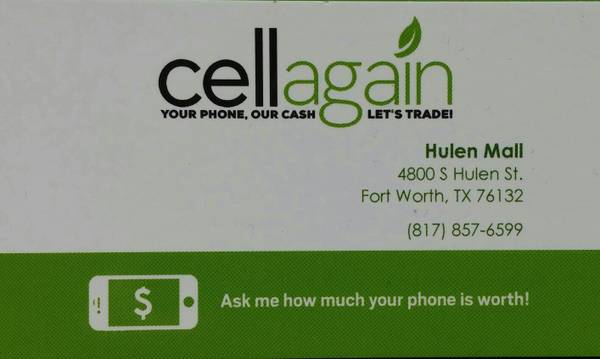 cellagain
YOUR PHONE, OUR CASH LET'S TRADE!
Hulen Mall
4800 S Hulen St.
Fort Worth, TX 76132
(817) 857-6599
$ Ask me how much your phone is worth!